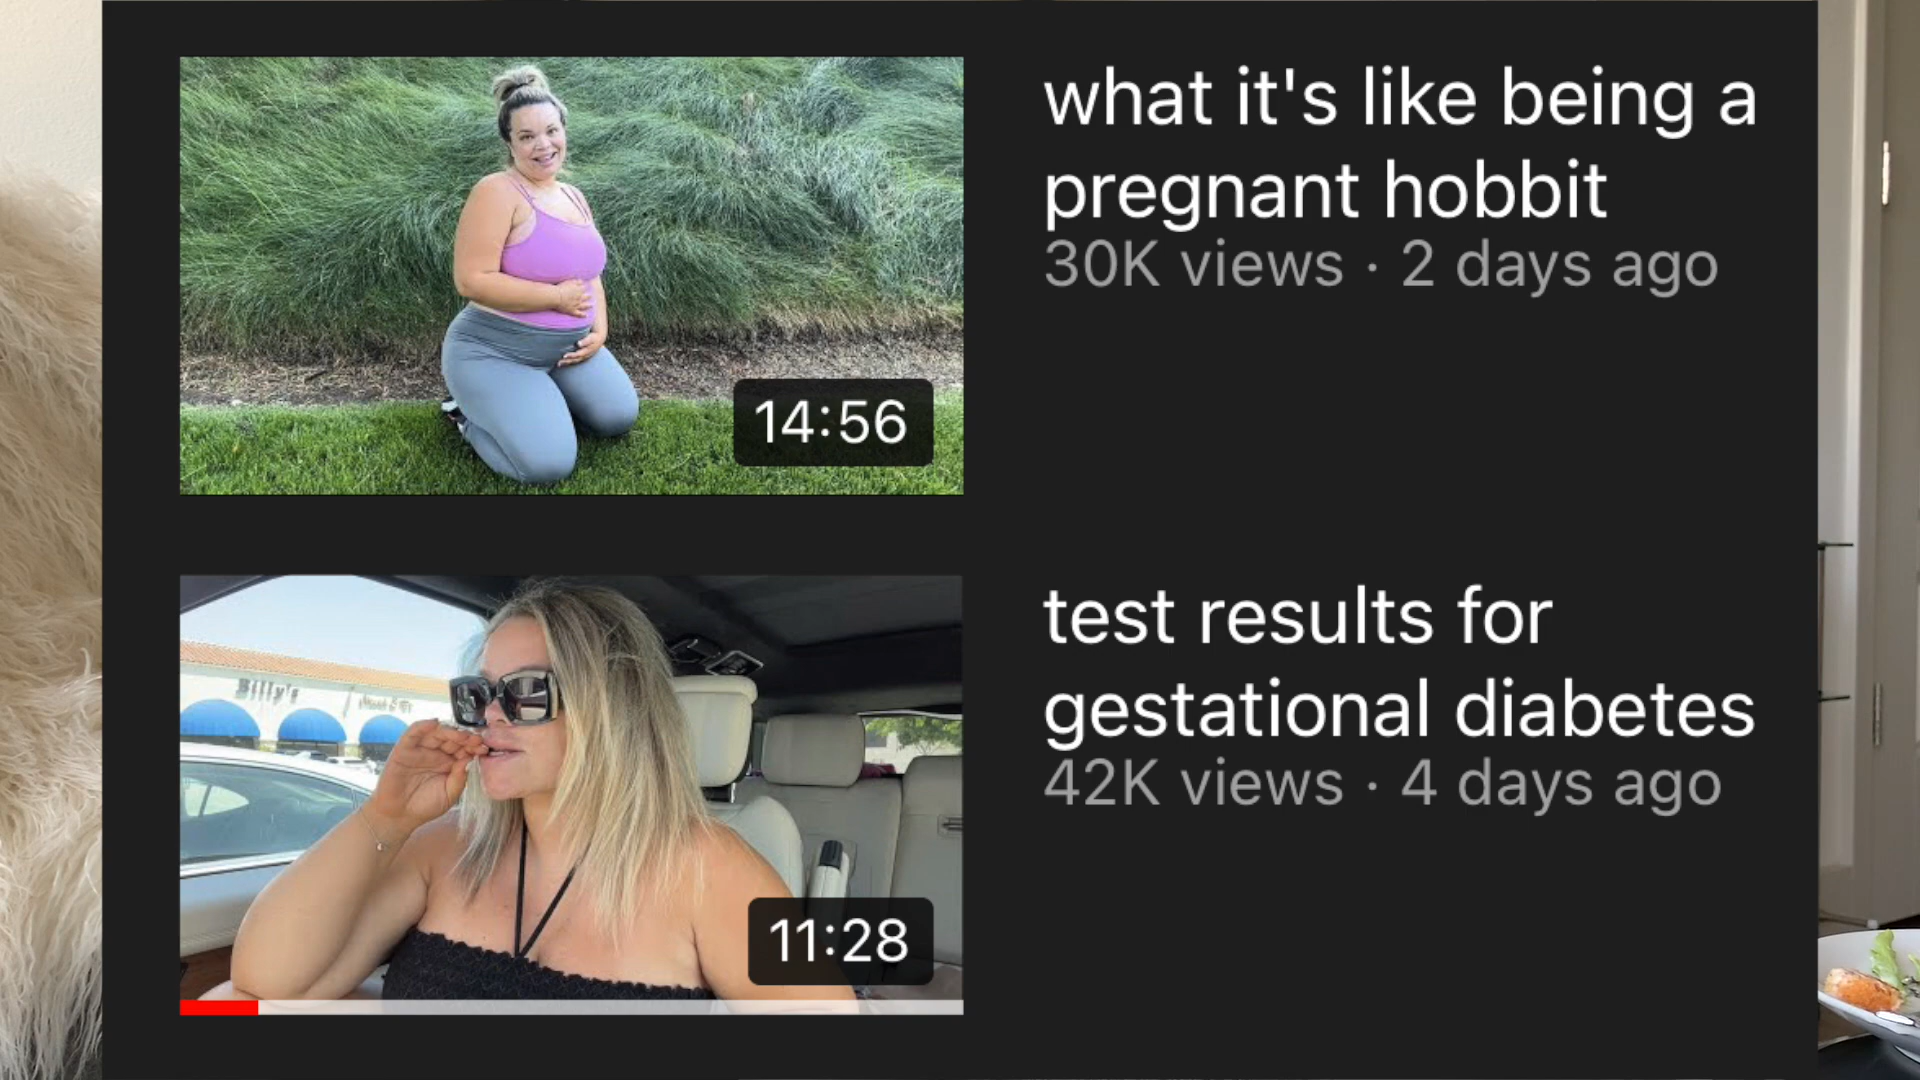 what it's like being a
pregnant hobbit
30K views · 2 days ago
14:56
Billy's
test results for
gestational diabetes
42K views · 4 days ago
11:28